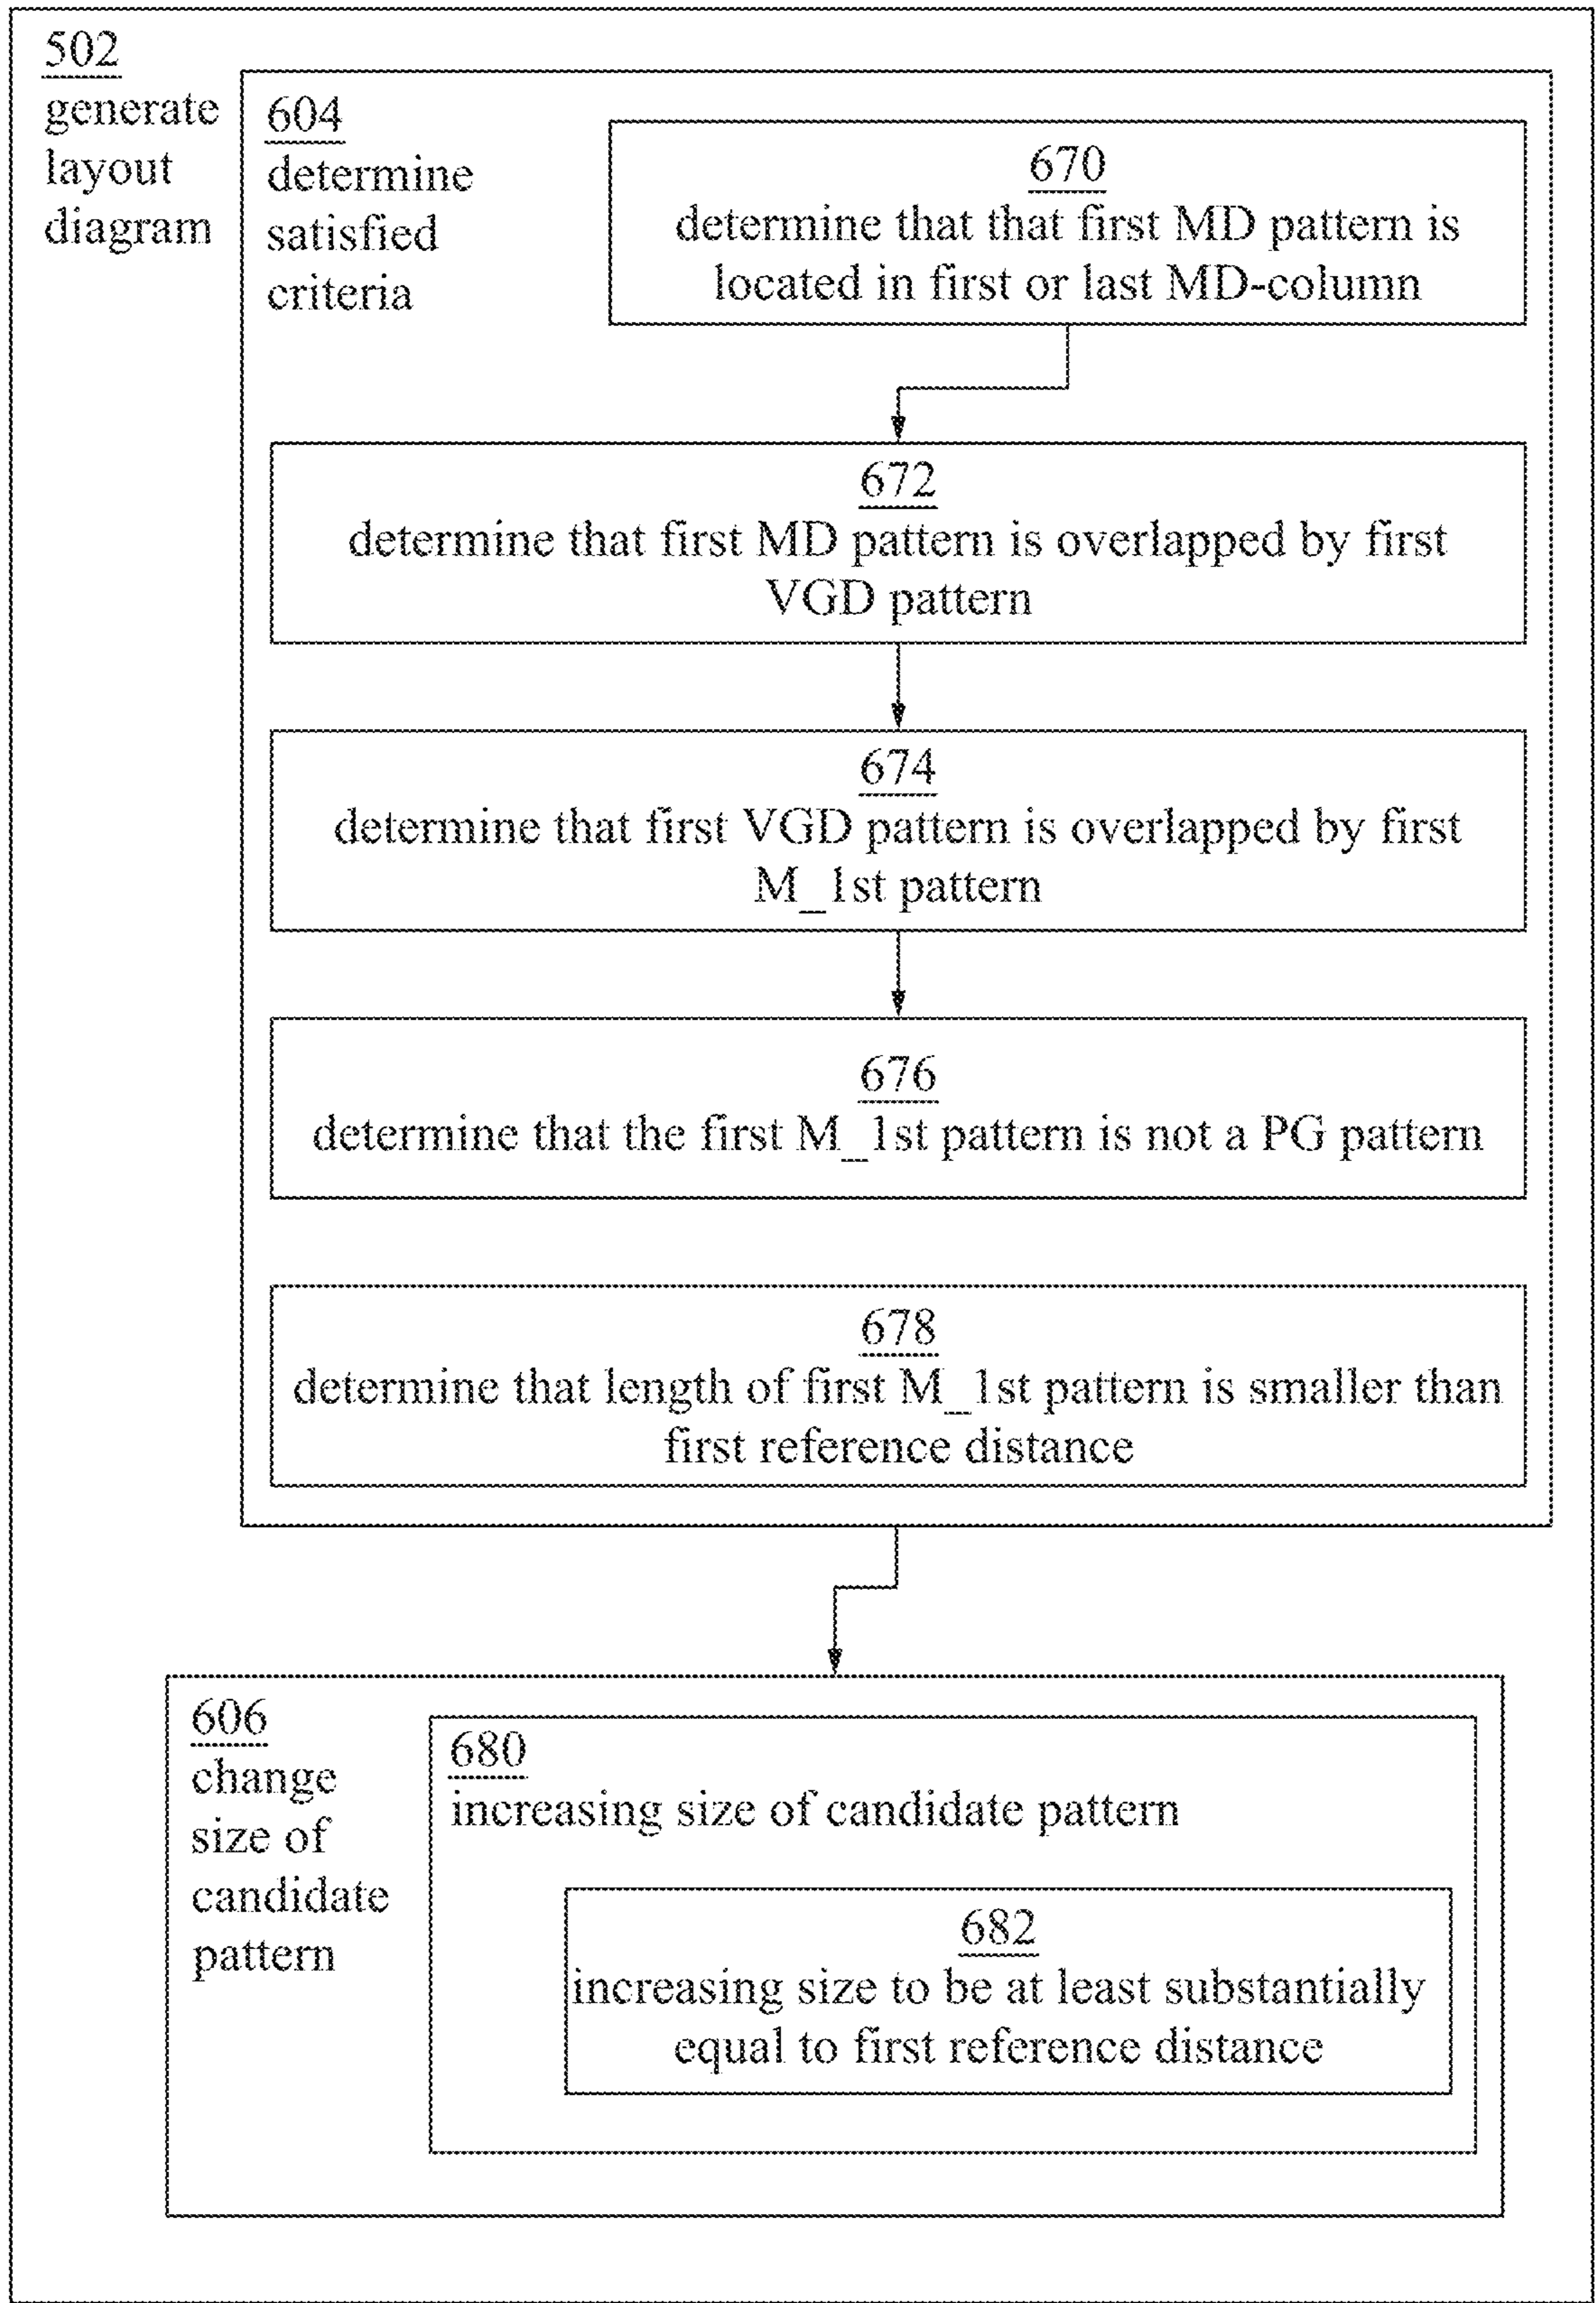 502
generate
layout
diagram
604
determine
satisfied
criteria
670
determine that that first MD pattern is
located in first or last MD-column
672
determine that first MD pattern is overlapped by first
VGD pattern
674
determine that first VGD pattern is overlapped by first
M_1st pattern
676
determine that the first M_1st pattern is not a PG pattern
678
determine that length of first M_1st pattern is smaller than
first reference distance
606
change
size of
candidate
pattern
680
increasing size of candidate pattern
682
increasing size to be at least substantially
equal to first reference distance